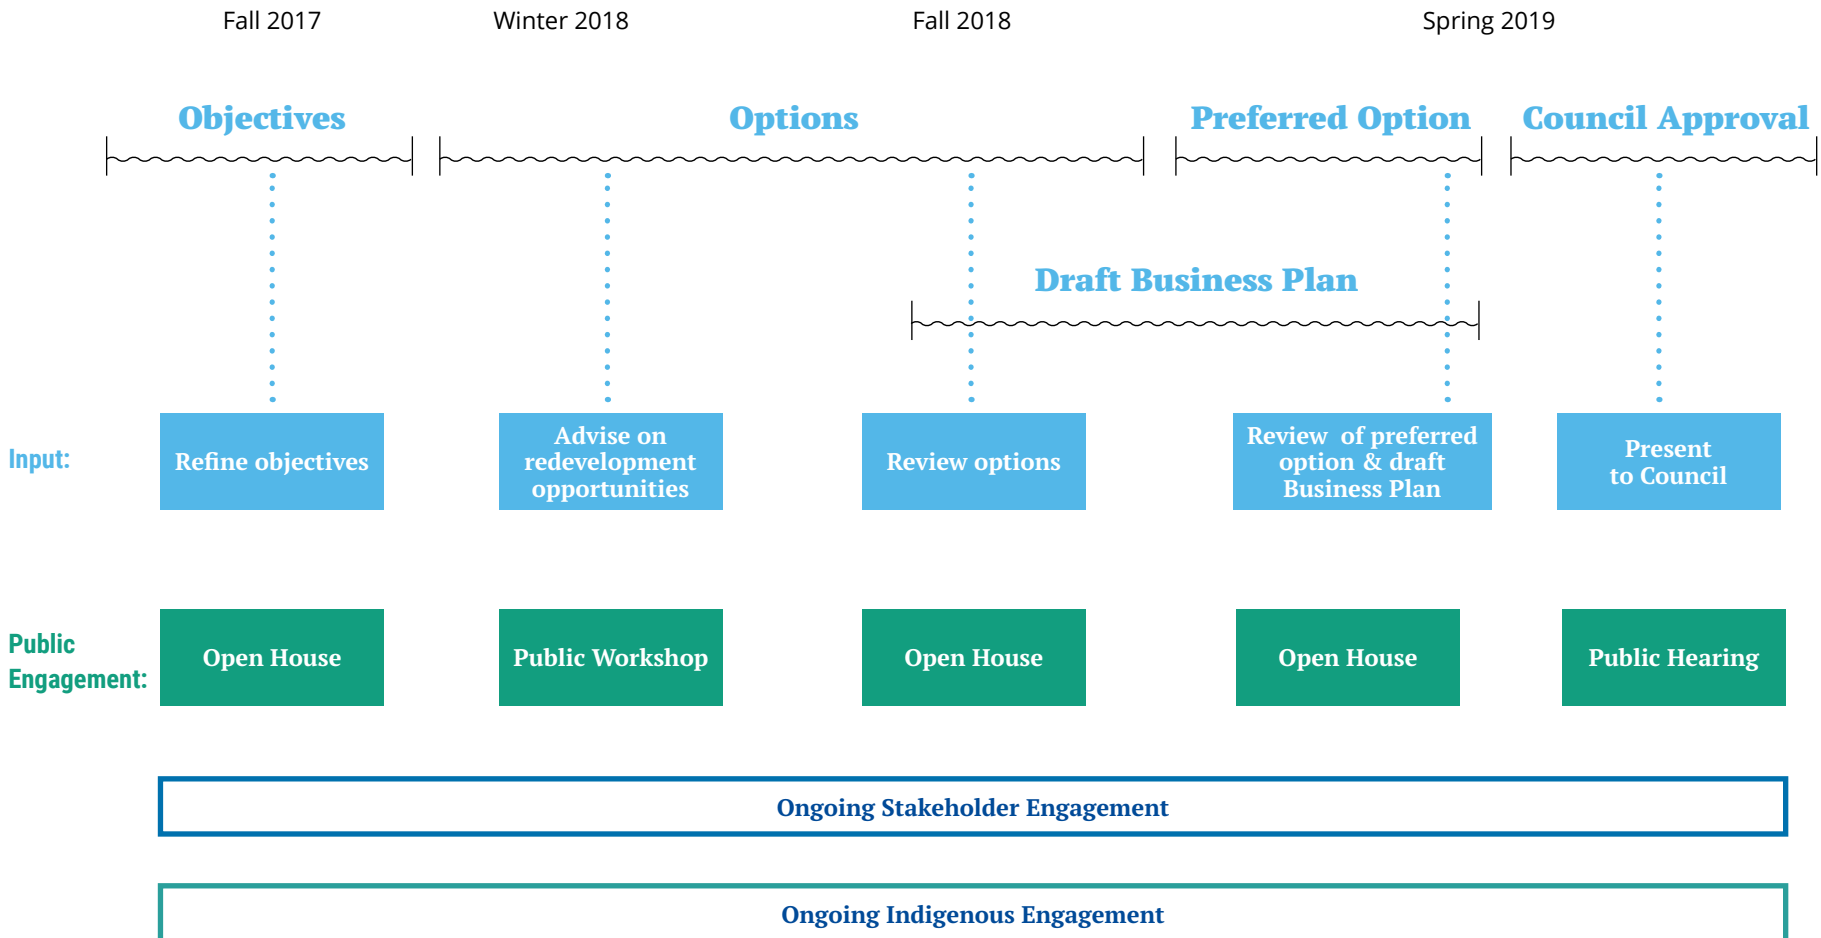 Fall 2017
Winter 2018
Fall 2018
Spring 2019
Objectives
Options
Preferred Option
Council Approval
Draft Business Plan
Input:
Refine objectives
Advise on
redevelopment
opportunities
Review options
Review of preferred
option & draft
Business Plan
Present
to Council
Public
Engagement:
Open House
Public Workshop
Open House
Open House
Public Hearing
Ongoing Stakeholder Engagement
Ongoing Indigenous Engagement